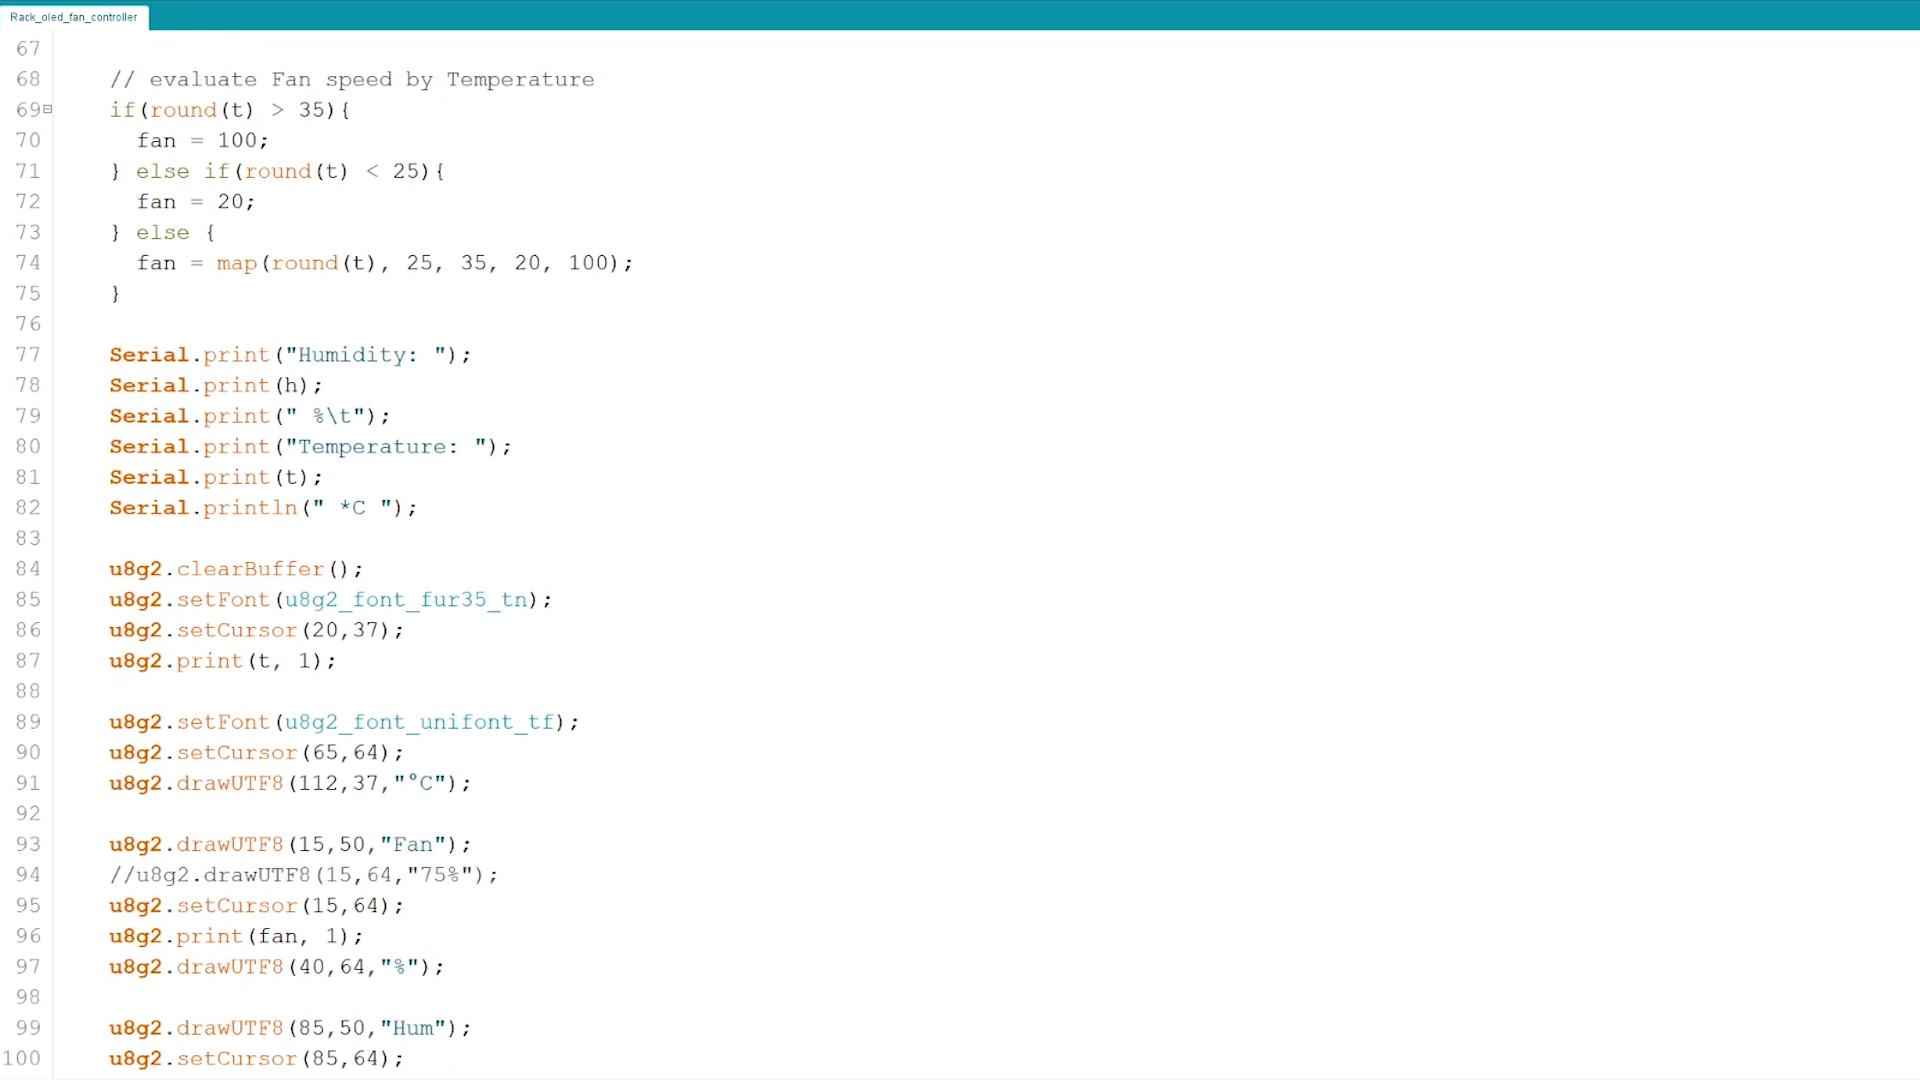 Rack_oled_fan_controller
67
68 // evaluate Fan speed by Temperature
69 if(round(t) > 35){
70 fan = 100;
71 } else if(round(t) < 25){
72 fan = 20;
73 } else {
74 fan = map(round(t), 25, 35, 20, 100);
75 }
76
77 Serial.print("Humidity: ");
78 Serial.print(h);
79 Serial.print(" %\t");
80 Serial.print("Temperature: ");
81 Serial.print(t);
82 Serial.println(" *C ");
83
84 u8g2.clearBuffer();
85 u8g2.setFont(u8g2_font_fur35_tn);
86 u8g2.setCursor(20,37);
87 u8g2.print(t, 1);
88
89 u8g2.setFont(u8g2_font_unifont_tf);
90 u8g2.setCursor(65,64);
91 u8g2.drawUTF8(112,37,"°C");
92
93 u8g2.drawUTF8(15,50,"Fan");
94 //u8g2.drawUTF8(15,64,"75%");
95 u8g2.setCursor(15,64);
96 u8g2.print(fan, 1);
97 u8g2.drawUTF8(40,64,"%");
98
99 u8g2.drawUTF8(85,50,"Hum");
100 u8g2.setCursor(85,64);